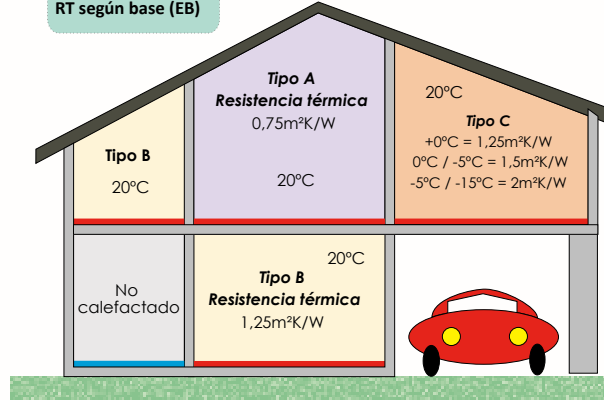 RT según base (EB)
Tipo A
Resistencia térmica
0,75m²K/W
20ºC
20ºC
Tipo C
+0ºC = 1,25m²K/W
0ºC / -5ºC = 1,5m²K/W
-5ºC / -15ºC = 2m²K/W
Tipo B
20ºC
No
calefactado
20ºC
Tipo B
Resistencia térmica
1,25m²K/W